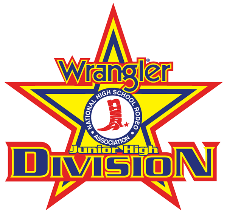 Wrangler
NATIONAL HIGH SCHOOL RODEO
ASSOCIATION
Junior High
DIVISION